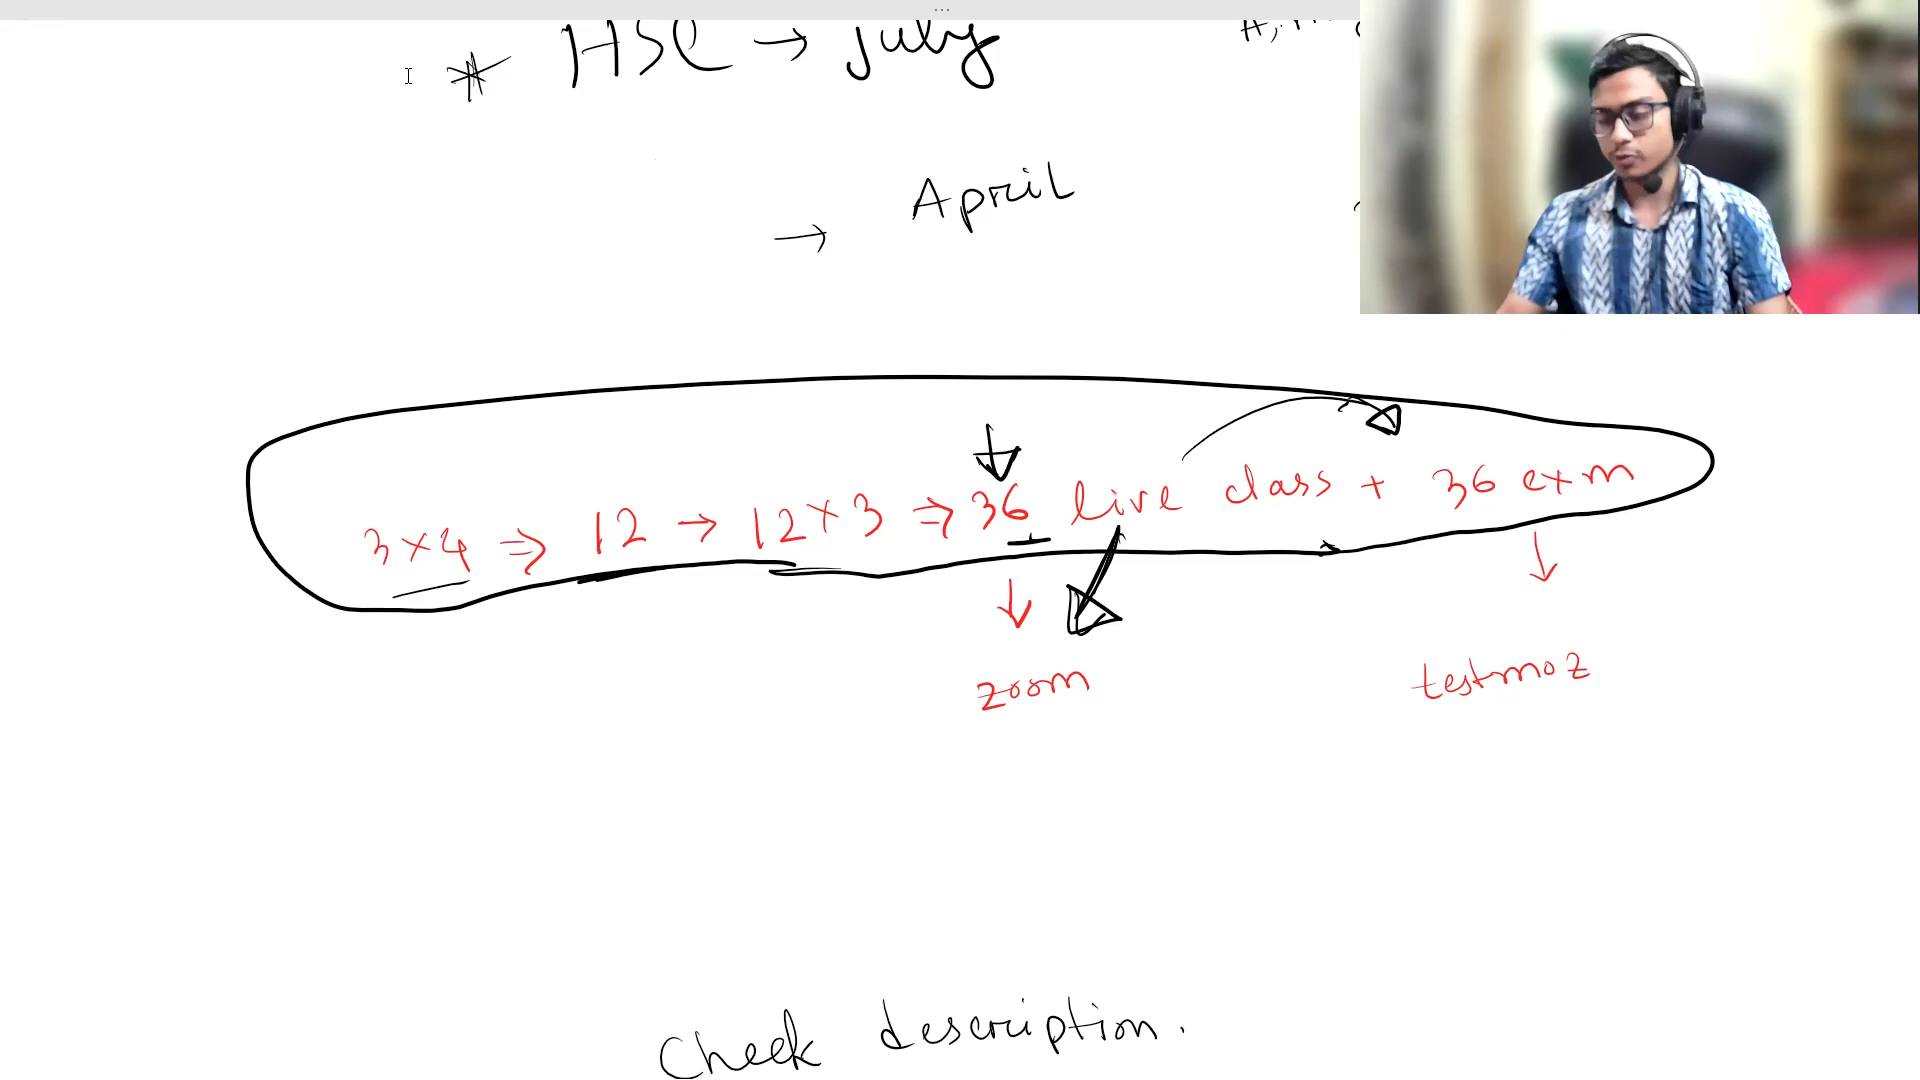 * HSC → july
→ April
3 × 4 ⇒ 12 → 12 × 3 ⇒ 36 live class + 36 exm
↓ zoom
↓ testmoz
Check description.